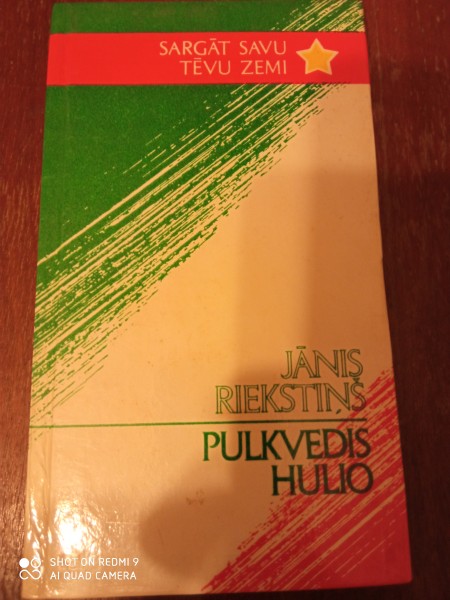 SARGĀT SAVU
TĒVU ZEMI
JĀNIS
RIEKSTIŅŠ
PULKVEDIS
HULIO
SHOT ON REDMI 9
AI QUAD CAMERA